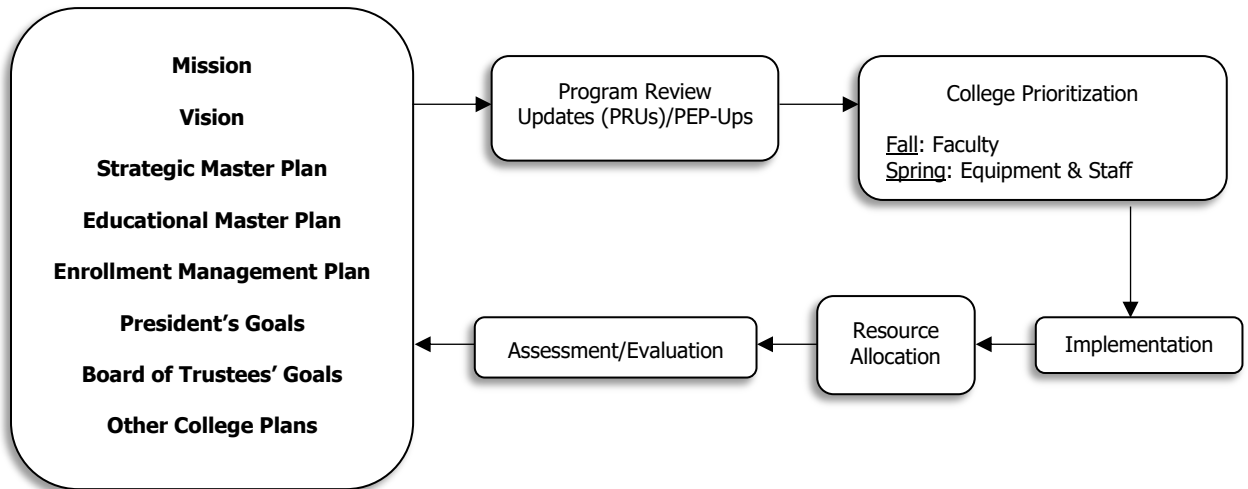 Mission
Vision
Strategic Master Plan
Educational Master Plan
Enrollment Management Plan
President’s Goals
Board of Trustees’ Goals
Other College Plans
Program Review
Updates (PRUs)/PEP-Ups
College Prioritization
Fall: Faculty
Spring: Equipment & Staff
Implementation
Resource
Allocation
Assessment/Evaluation